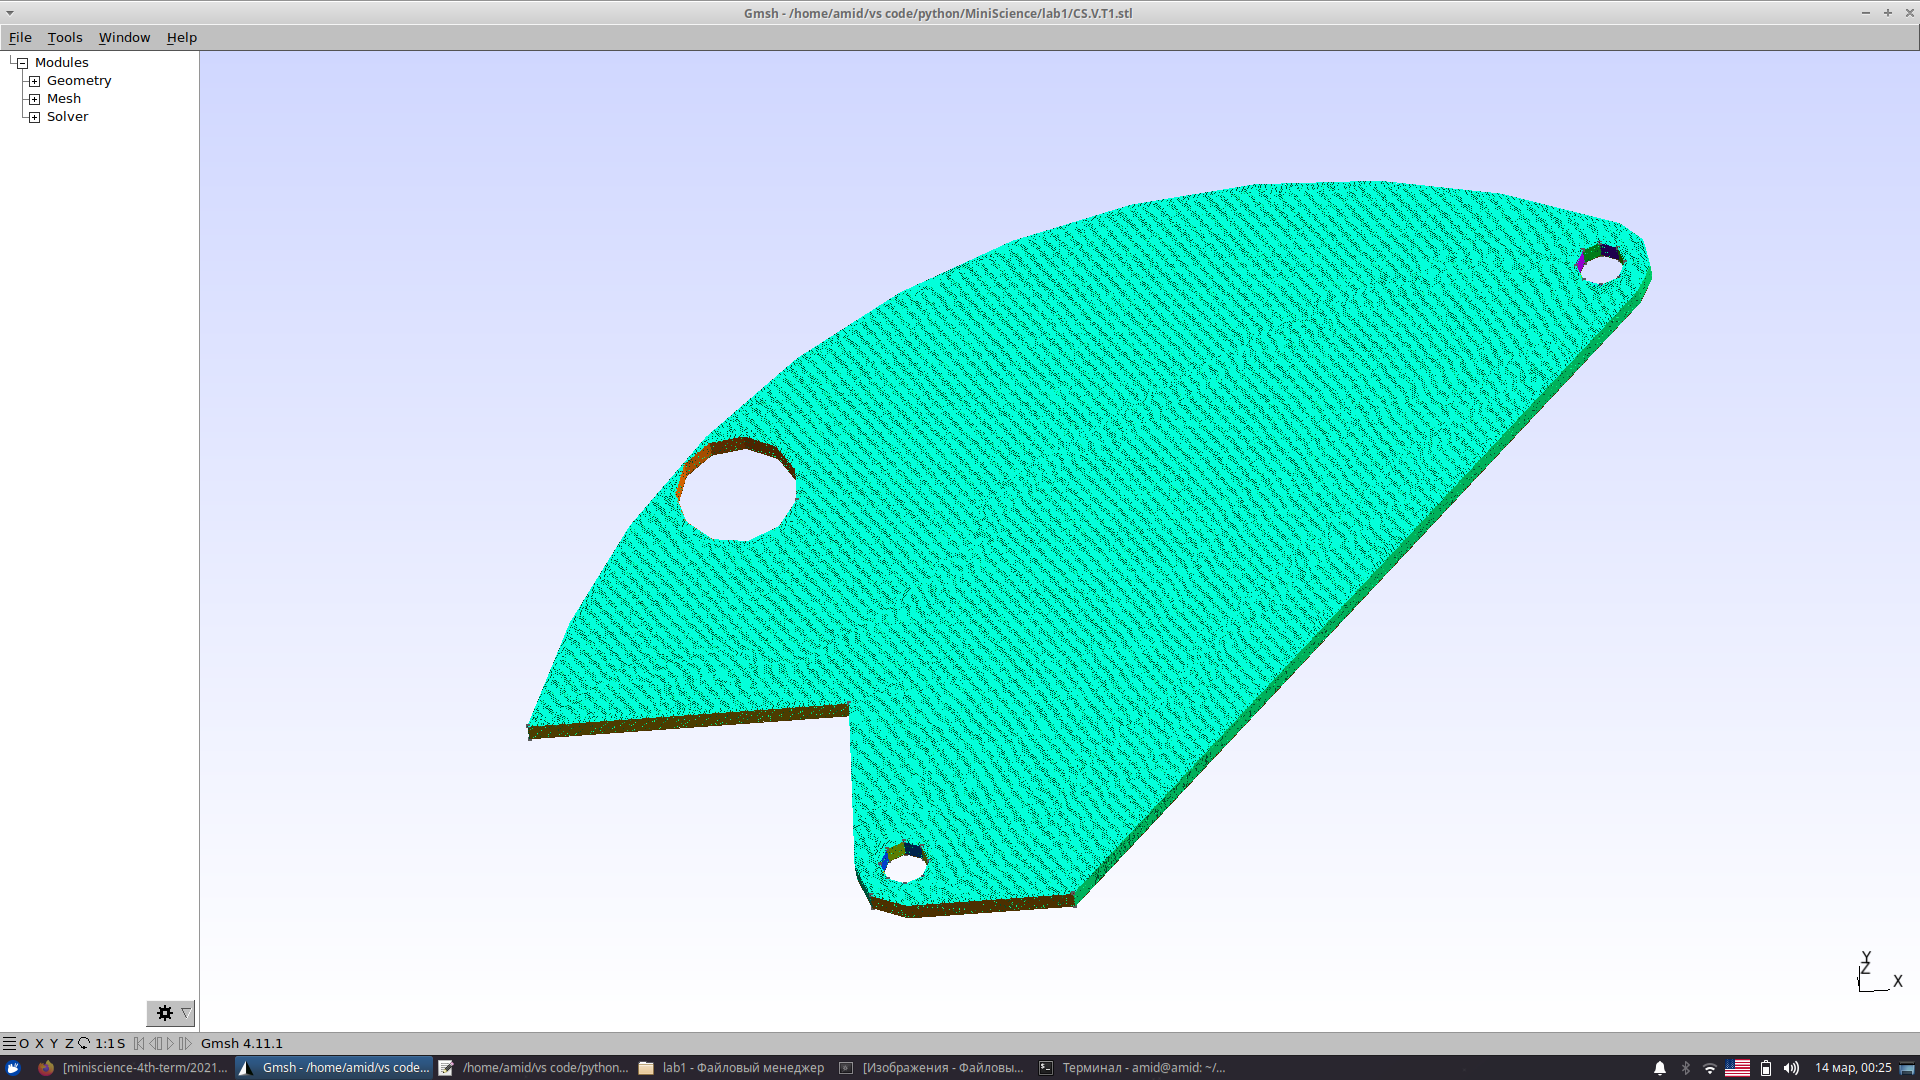 Gmsh - /home/amid/vs code/python/MiniScience/lab1/CS.V.T1.stl
File Tools Window Help
Modules
Geometry
Mesh
Solver
Y
Z
X
O X Y Z 1:1 S Gmsh 4.11.1
[miniscience-4th-term/2021... Gmsh - /home/amid/vs code... /home/amid/vs code/python... lab1 - Файловый менеджер [Изображения - Файловы... Терминал - amid@amid: ~/... 14 мар, 00:25